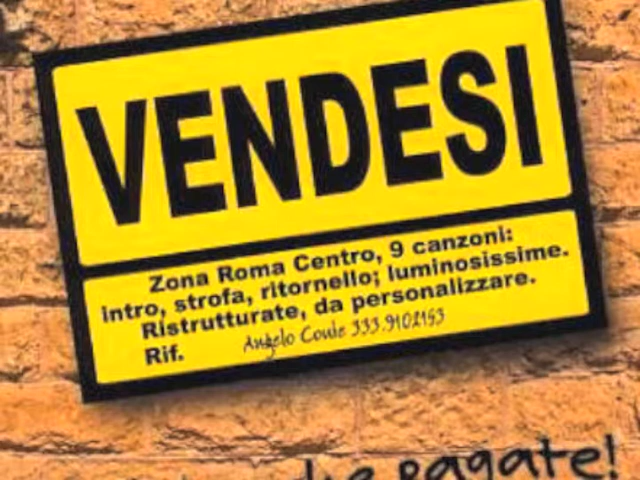 VENDESI
Zona Roma Centro, 9 canzoni:
intro, strofa, ritornello; luminosissime.
Ristrutturate, da personalizzare.
Rif. Angelo Conte 333.9102153
che pagate!